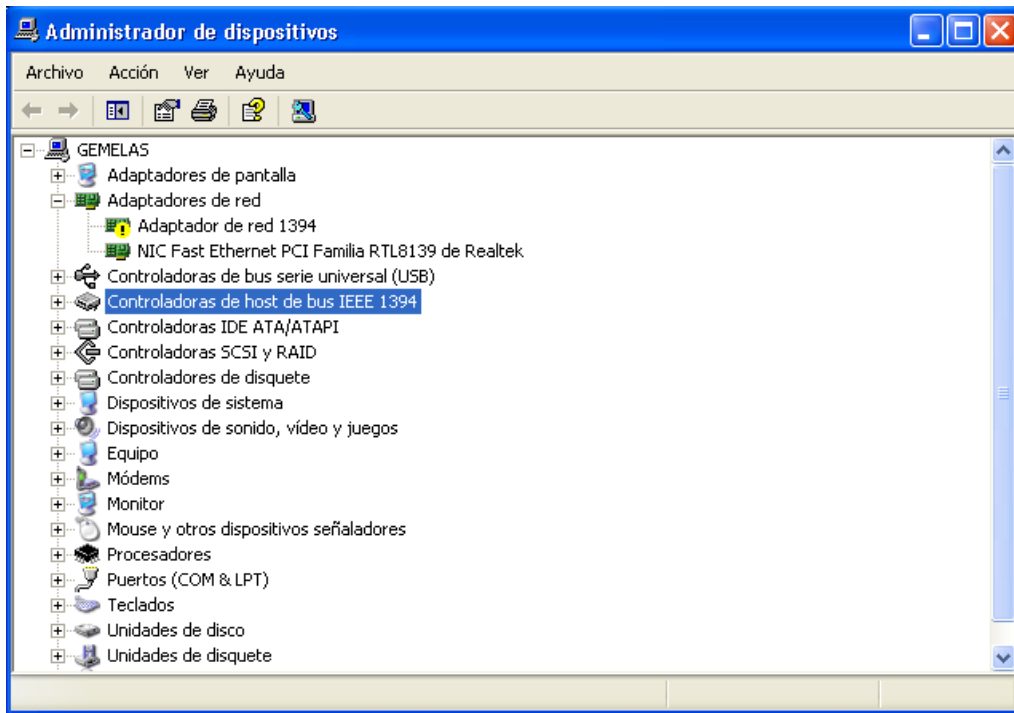 Administrador de dispositivos
Archivo Acción Ver Ayuda
GEMELAS
Adaptadores de pantalla
Adaptadores de red
Adaptador de red 1394
NIC Fast Ethernet PCI Familia RTL8139 de Realtek
Controladoras de bus serie universal (USB)
Controladoras de host de bus IEEE 1394
Controladoras IDE ATA/ATAPI
Controladoras SCSI y RAID
Controladores de disquete
Dispositivos de sistema
Dispositivos de sonido, vídeo y juegos
Equipo
Módems
Monitor
Mouse y otros dispositivos señaladores
Procesadores
Puertos (COM & LPT)
Teclados
Unidades de disco
Unidades de disquete